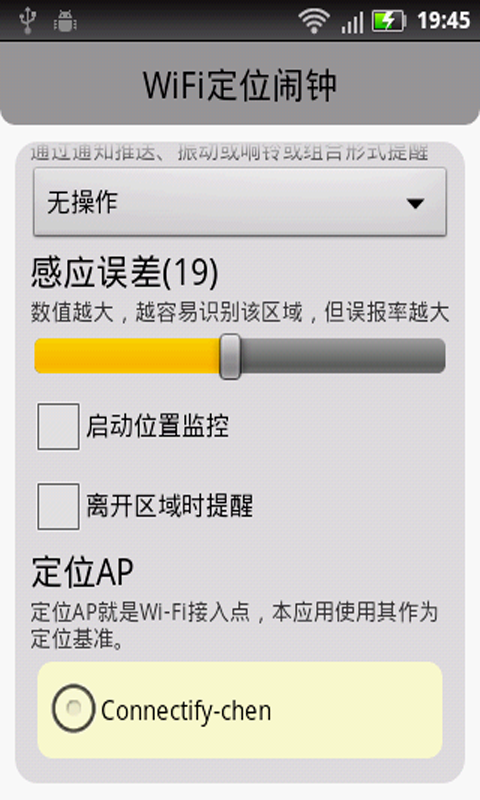 19:45
WiFi定位闹钟
通过通知推送、振动或响铃或组合形式提醒
无操作
感应误差(19)
数值越大，越容易识别该区域，但误报率越大
启动位置监控
离开区域时提醒
定位AP
定位AP就是Wi-Fi接入点，本应用使用其作为
定位基准。
Connectify-chen